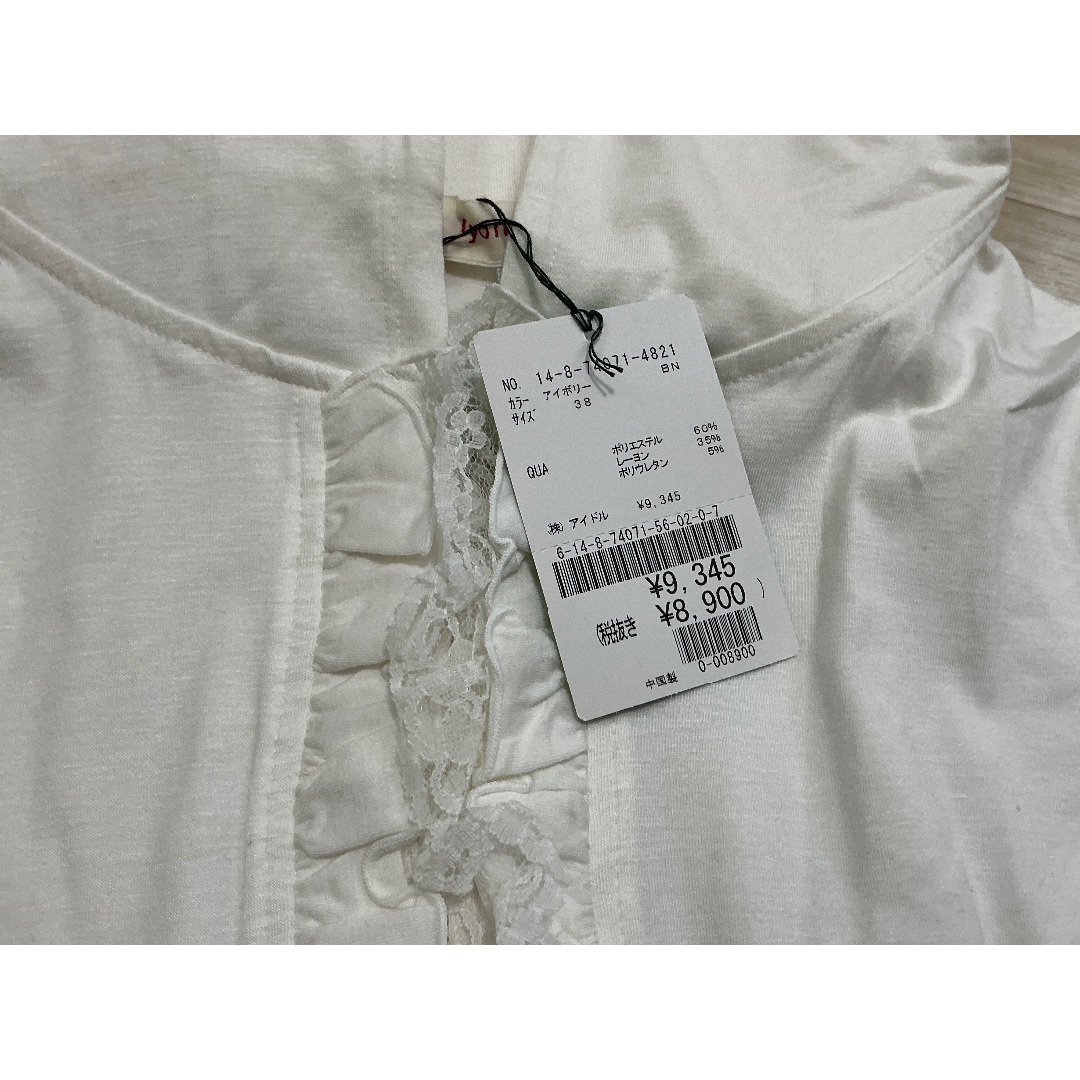 NO. 14-8-74071-4821
カラー アイボリー BN
サイズ 38
ポリエステル 60%
QUA レーヨン 35%
ポリウレタン 5%
¥9,345
(株) アイドル
6-14-8-74071-56-02-0-7
¥9,345
(税抜き ¥8,900 )
0-008900
中国製